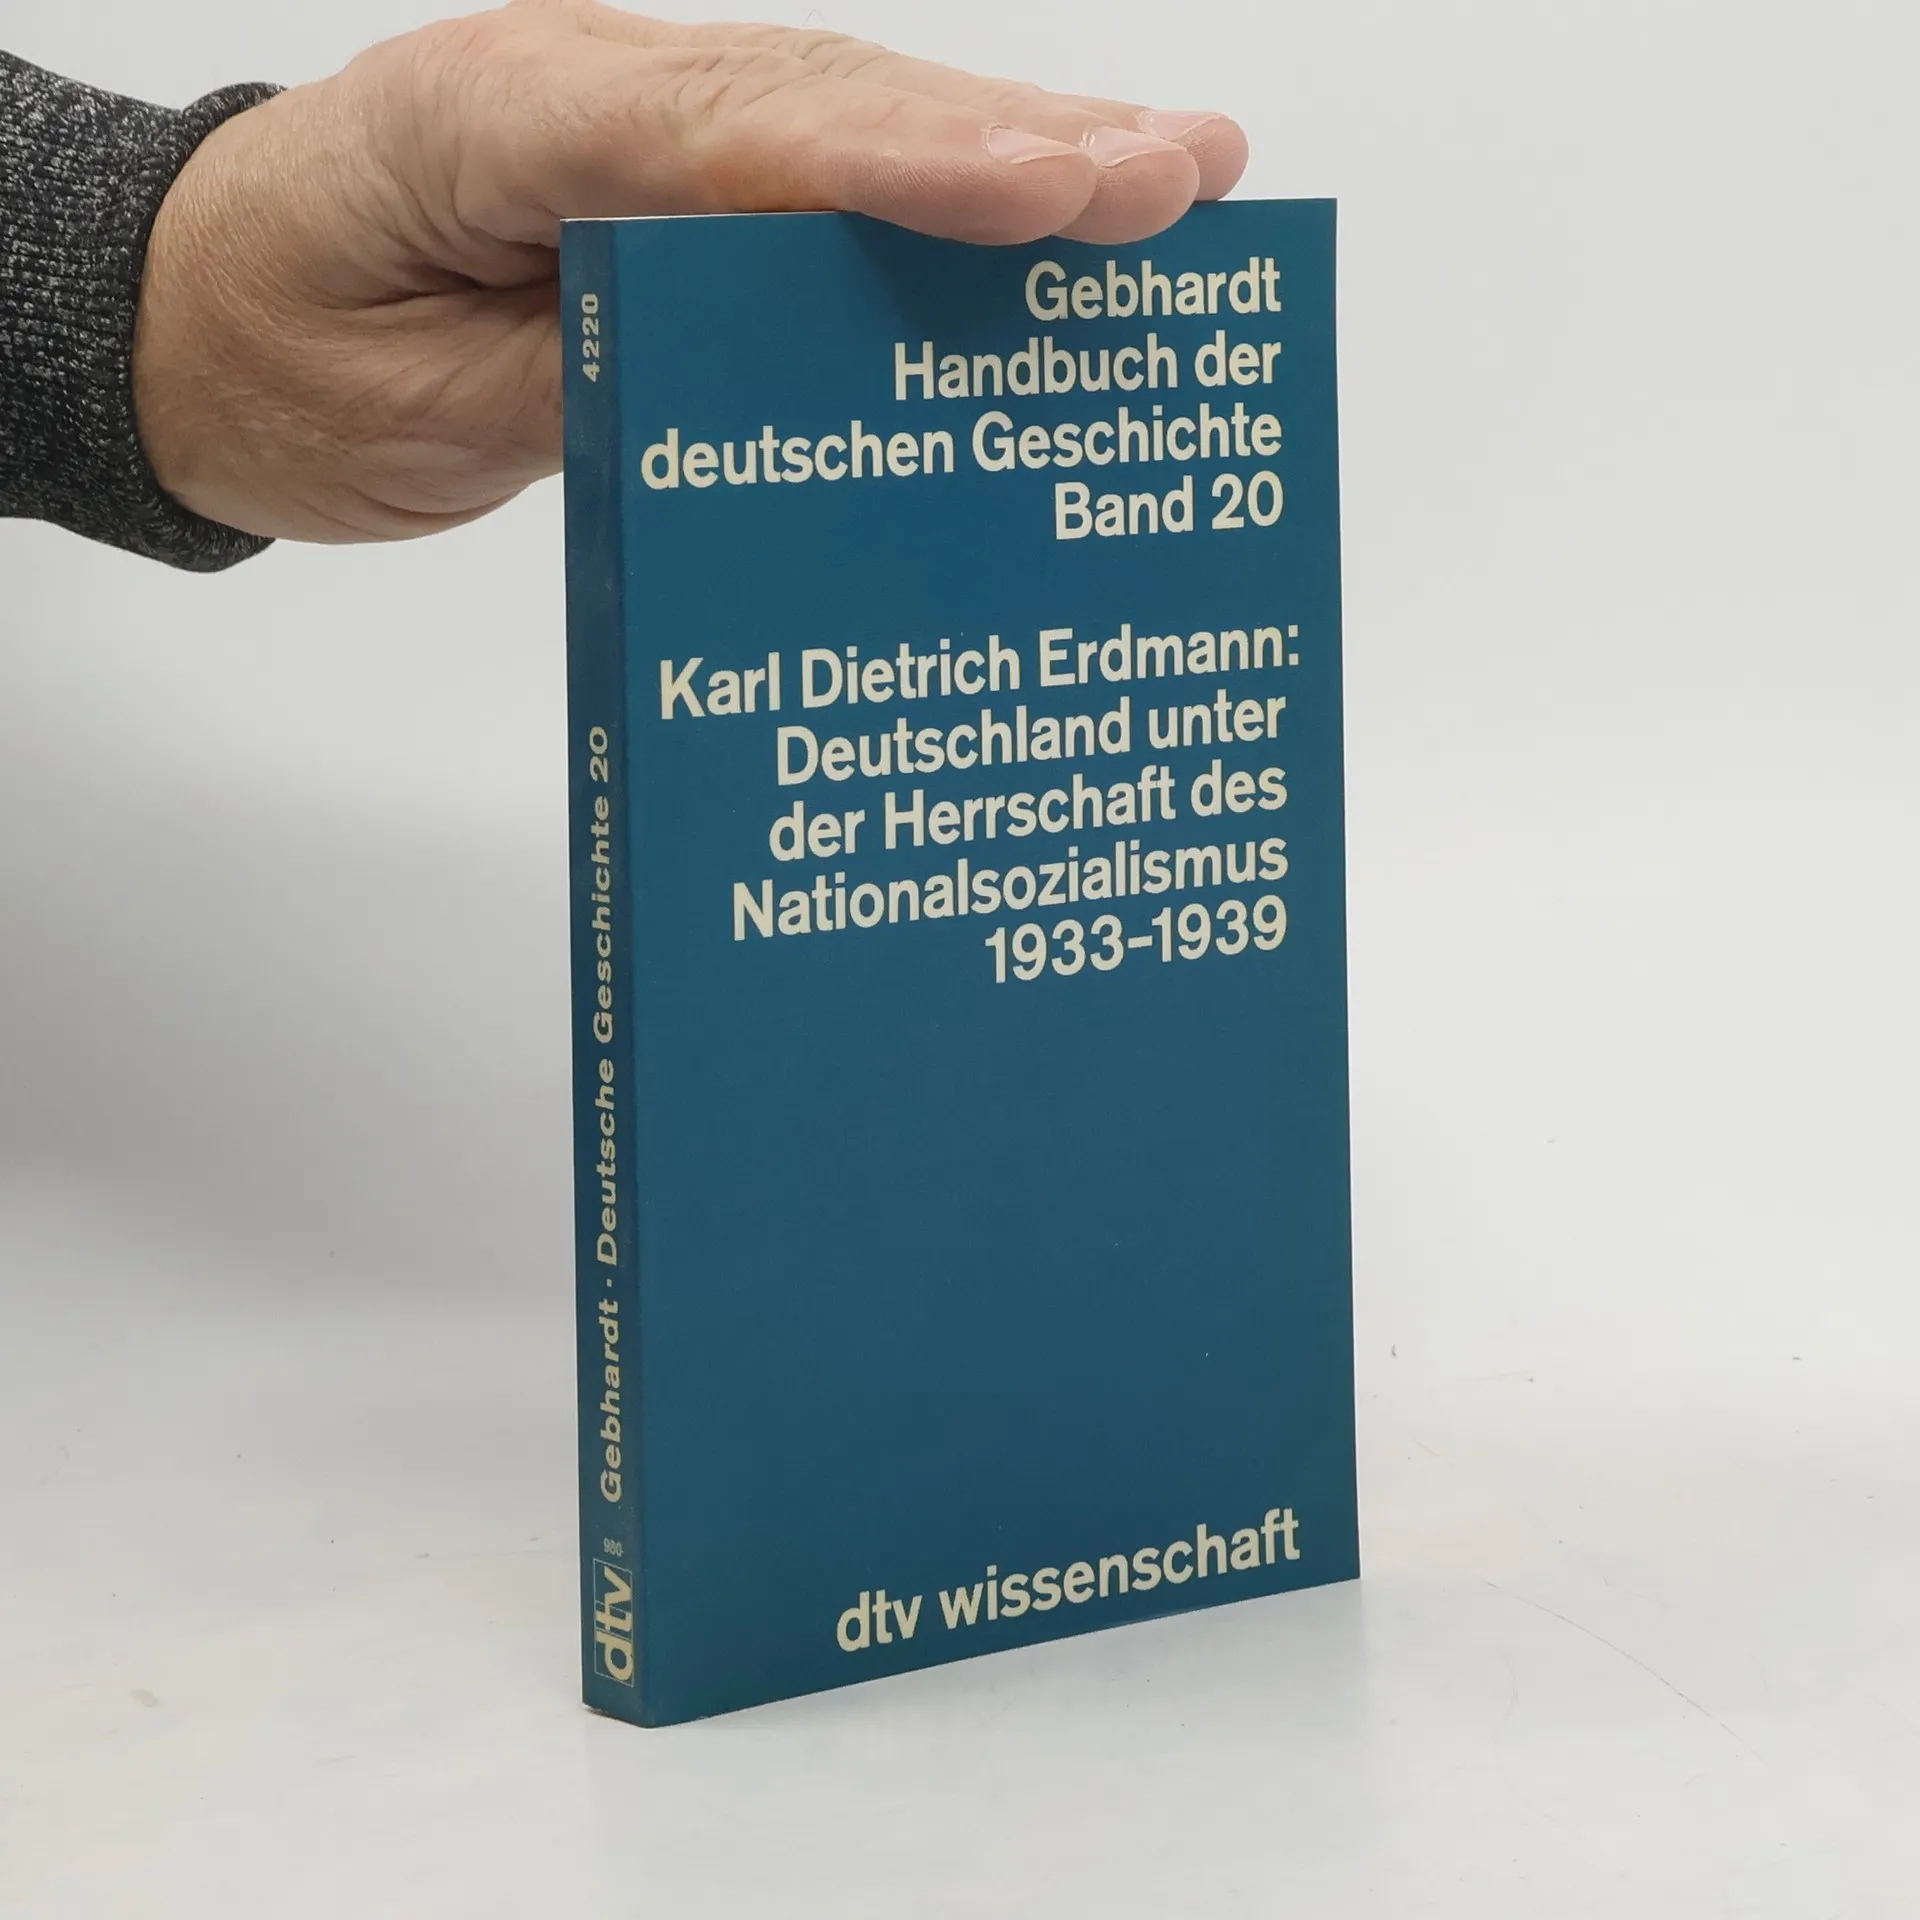 Gebhardt
Handbuch der
deutschen Geschichte
Band 20
Karl Dietrich Erdmann:
Deutschland unter
der Herrschaft des
Nationalsozialismus
1933–1939
dtv wissenschaft
4220
Gebhardt · Deutsche Geschichte 20
980
dtv